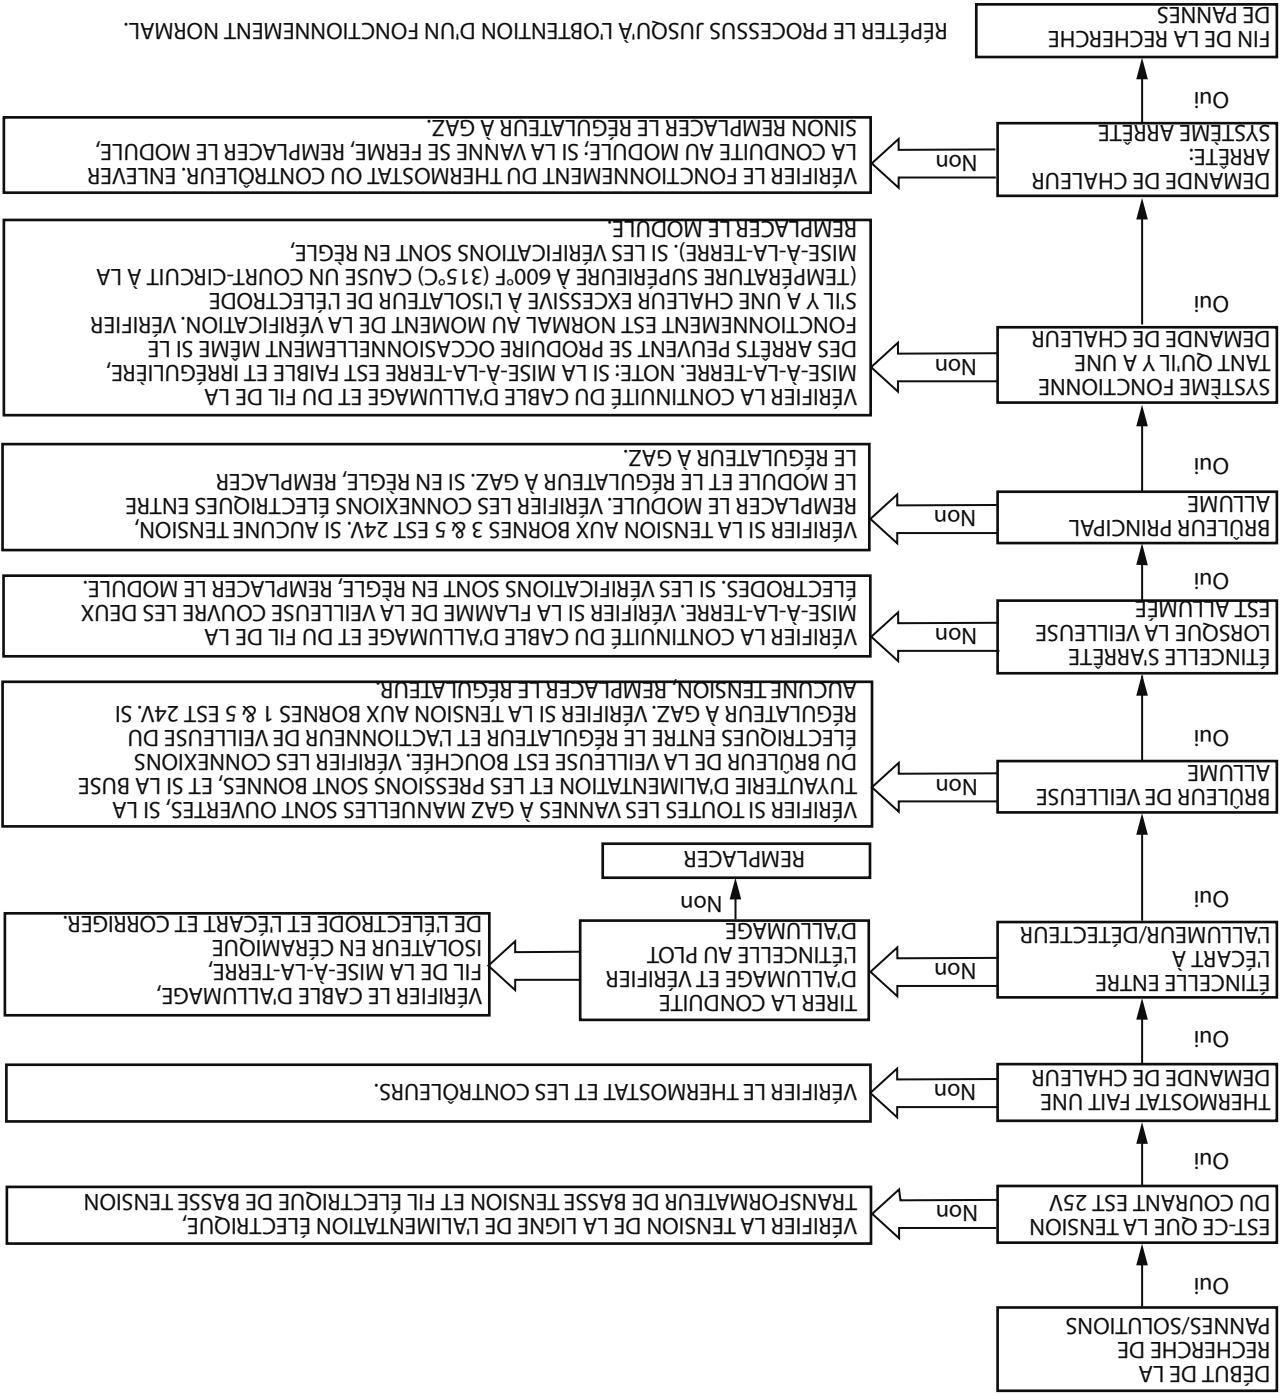 DÉBUT DE LA
RECHERCHE DE
PANNES/SOLUTIONS
Oui
EST-CE QUE LA TENSION
DU COURANT EST 25V
Non
VÉRIFIER LA TENSION DE LA LIGNE DE L'ALIMENTATION ÉLECTRIQUE,
TRANSFORMATEUR DE BASSE TENSION ET FIL ÉLECTRIQUE DE BASSE TENSION
Oui
THERMOSTAT FAIT UNE
DEMANDE DE CHALEUR
Non
VÉRIFIER LE THERMOSTAT ET LES CONTRÔLEURS.
Oui
ÉTINCELLE ENTRE
L'ÉCART À
L'ALLUMEUR/DÉTECTEUR
Non
TIRER LA CONDUITE
D'ALLUMAGE ET VÉRIFIER
L'ÉTINCELLE AU PLOT
D'ALLUMAGE
VÉRIFIER LE CABLE D'ALLUMAGE,
FIL DE LA MISE-À-LA-TERRE,
ISOLATEUR EN CÉRAMIQUE
DE L'ÉLECTRODE ET L'ÉCART ET CORRIGER.
Non
REMPLACER
Oui
BRÛLEUR DE VEILLEUSE
ALLUME
Non
VÉRIFIER SI TOUTES LES VANNES À GAZ MANUELLES SONT OUVERTES, SI LA
TUYAUTERIE D'ALIMENTATION ET LES PRESSIONS SONT BONNES, ET SI LA BUSE
DU BRÛLEUR DE LA VEILLEUSE EST BOUCHÉE. VÉRIFIER LES CONNEXIONS
ÉLECTRIQUES ENTRE LE RÉGULATEUR ET L'ACTIONNEUR DE VEILLEUSE DU
RÉGULATEUR À GAZ. VÉRIFIER SI LA TENSION AUX BORNES 1 & 5 EST 24V. SI
AUCUNE TENSION, REMPLACER LE RÉGULATEUR.
Oui
ÉTINCELLE S'ARRÊTE
LORSQUE LA VEILLEUSE
EST ALLUMÉE
Non
VÉRIFIER LA CONTINUITÉ DU CABLE D'ALLUMAGE ET DU FIL DE LA
MISE-À-LA-TERRE. VÉRIFIER SI LA FLAMME DE LA VEILLEUSE COUVRE LES DEUX
ÉLECTRODES. SI LES VÉRIFICATIONS SONT EN RÈGLE, REMPLACER LE MODULE.
Oui
BRÛLEUR PRINCIPAL
ALLUME
Non
VÉRIFIER SI LA TENSION AUX BORNES 3 & 5 EST 24V. SI AUCUNE TENSION,
REMPLACER LE MODULE. VÉRIFIER LES CONNEXIONS ÉLECTRIQUES ENTRE
LE MODULE ET LE RÉGULATEUR À GAZ. SI EN RÈGLE, REMPLACER
LE RÉGULATEUR À GAZ.
Oui
SYSTÈME FONCTIONNE
TANT QU'IL Y A UNE
DEMANDE DE CHALEUR
Non
VÉRIFIER LA CONTINUITÉ DU CABLE D'ALLUMAGE ET DU FIL DE LA
MISE-À-LA-TERRE. NOTE: SI LA MISE-À-LA-TERRE EST FAIBLE ET IRRÉGULIÈRE,
DES ARRÊTS PEUVENT SE PRODUIRE OCCASIONNELLEMENT MÊME SI LE
FONCTIONNEMENT EST NORMAL AU MOMENT DE LA VÉRIFICATION. VÉRIFIER
S'IL Y A UNE CHALEUR EXCESSIVE À L'ISOLATEUR DE L'ÉLECTRODE
(TEMPÉRATURE SUPÉRIEURE À 600°F (315°C) CAUSE UN COURT-CIRCUIT À LA
MISE-À-LA-TERRE). SI LES VÉRIFICATIONS SONT EN RÈGLE,
REMPLACER LE MODULE.
Oui
DEMANDE DE CHALEUR
ARRÊTE:
SYSTÈME ARRÊTE
Non
VÉRIFIER LE FONCTIONNEMENT DU THERMOSTAT OU CONTRÔLEUR. ENLEVER
LA CONDUITE AU MODULE; SI LA VANNE SE FERME, REMPLACER LE MODULE,
SINON REMPLACER LE RÉGULATEUR À GAZ.
Oui
FIN DE LA RECHERCHE
DE PANNES
RÉPÉTER LE PROCESSUS JUSQU'À L'OBTENTION D'UN FONCTIONNEMENT NORMAL.